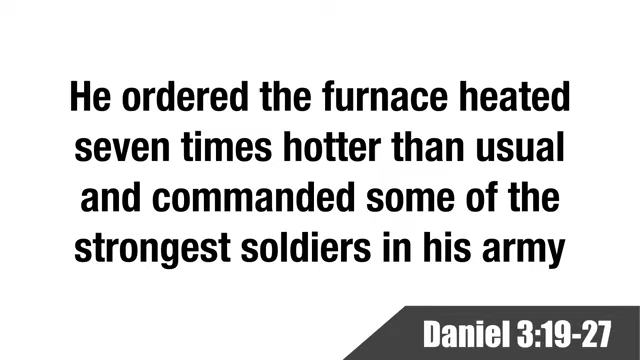 He ordered the furnace heated
seven times hotter than usual
and commanded some of the
strongest soldiers in his army
Daniel 3:19-27